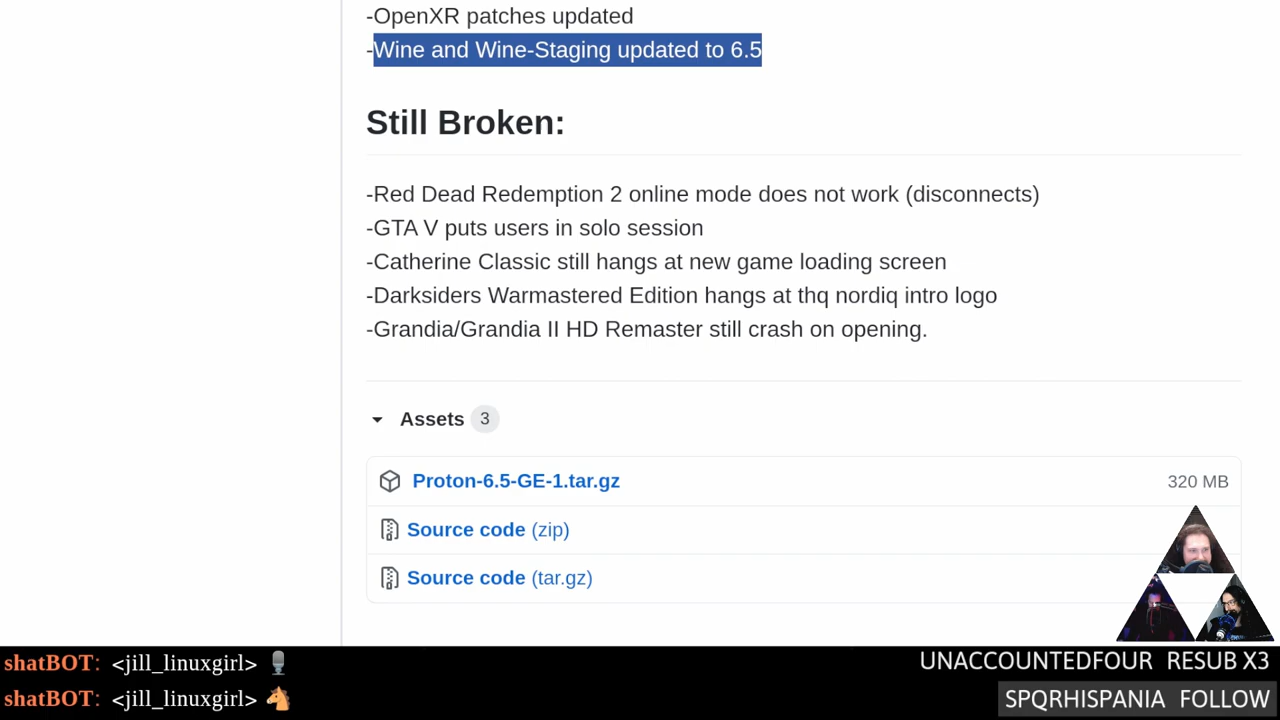 -OpenXR patches updated
-Wine and Wine-Staging updated to 6.5
Still Broken:
-Red Dead Redemption 2 online mode does not work (disconnects)
-GTA V puts users in solo session
-Catherine Classic still hangs at new game loading screen
-Darksiders Warmastered Edition hangs at thq nordiq intro logo
-Grandia/Grandia II HD Remaster still crash on opening.
Assets 3
Proton-6.5-GE-1.tar.gz 320 MB
Source code (zip)
Source code (tar.gz)
shatBOT: <jill_linuxgirl> 🎙️
UNACCOUNTEDFOUR RESUB X3
shatBOT: <jill_linuxgirl> 🐴
SPQRHISPANIA FOLLOW